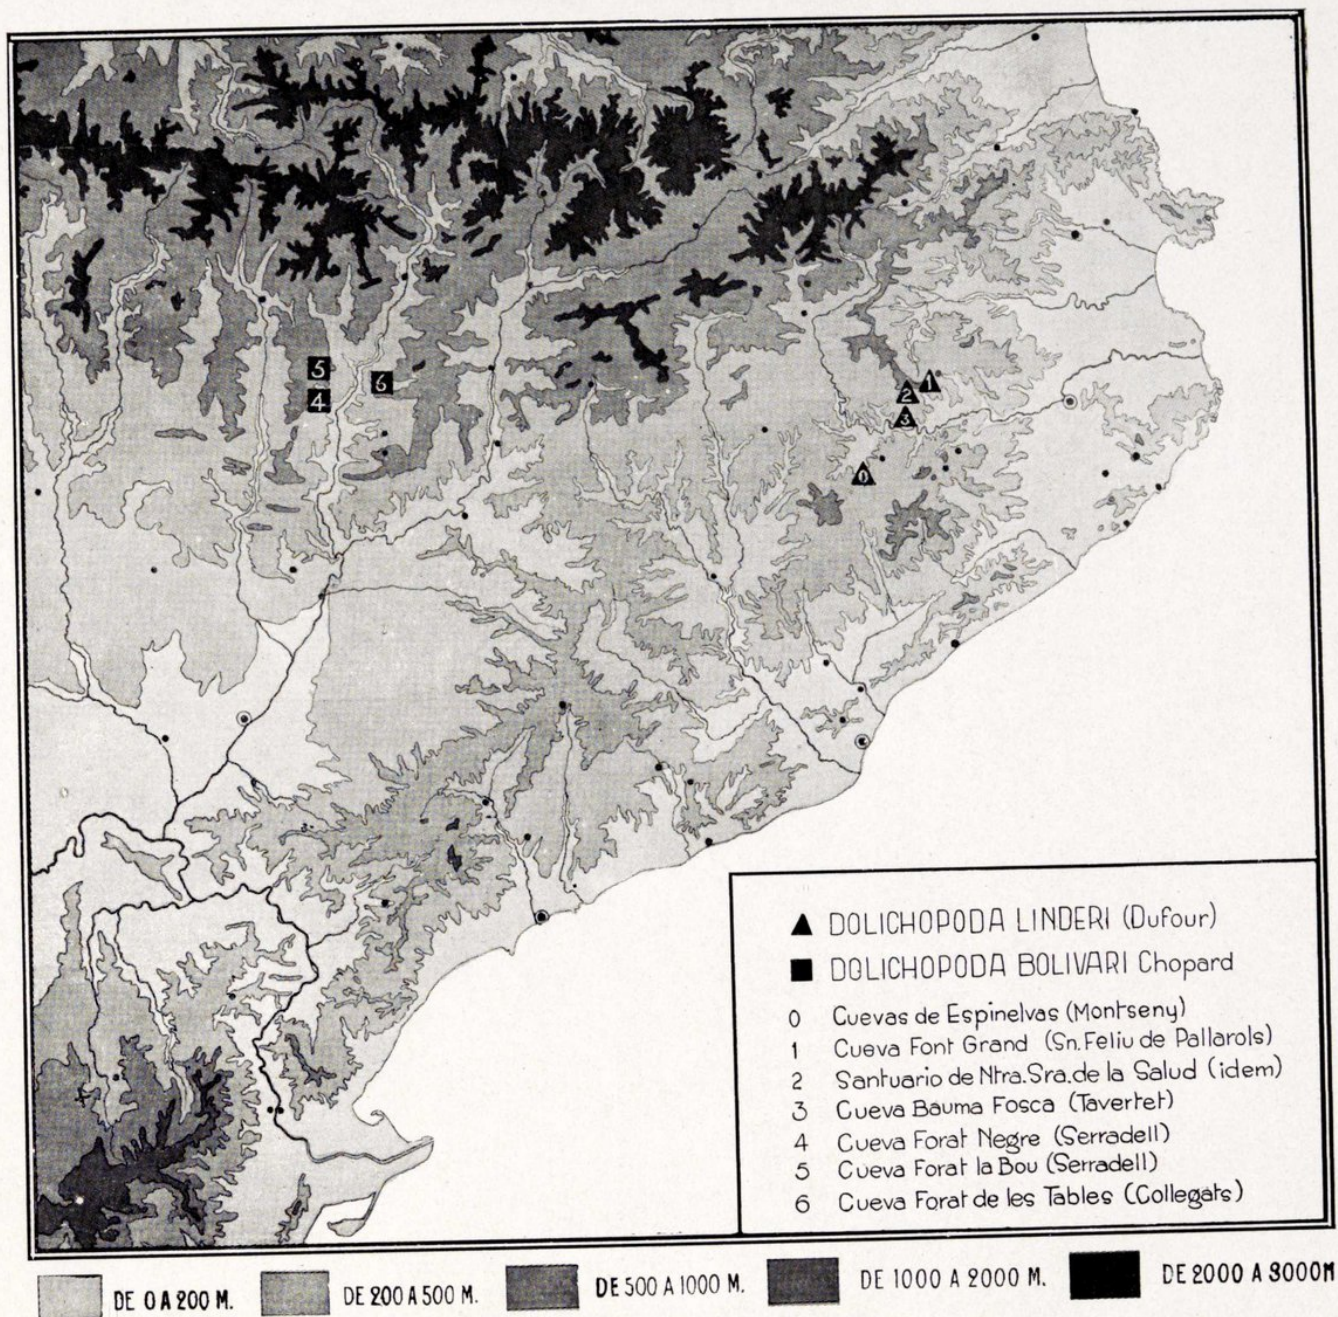 5
4
6
1
2
3
0
▲ DOLICHOPODA LINDERI (Dufour)
■ DOLICHOPODA BOLIVARI Chopard
0 Cuevas de Espinelvas (Montseny)
1 Cueva Font Grand (Sn. Feliu de Pallarols)
2 Santuario de Ntra. Sra. de la Salud (idem)
3 Cueva Bauma Fosca (Tavertet)
4 Cueva Forat Negre (Serradell)
5 Cueva Forat la Bou (Serradell)
6 Cueva Forat de les Tables (Collegats)
DE 0 A 200 M. DE 200 A 500 M. DE 500 A 1000 M. DE 1000 A 2000 M. DE 2000 A 3000 M